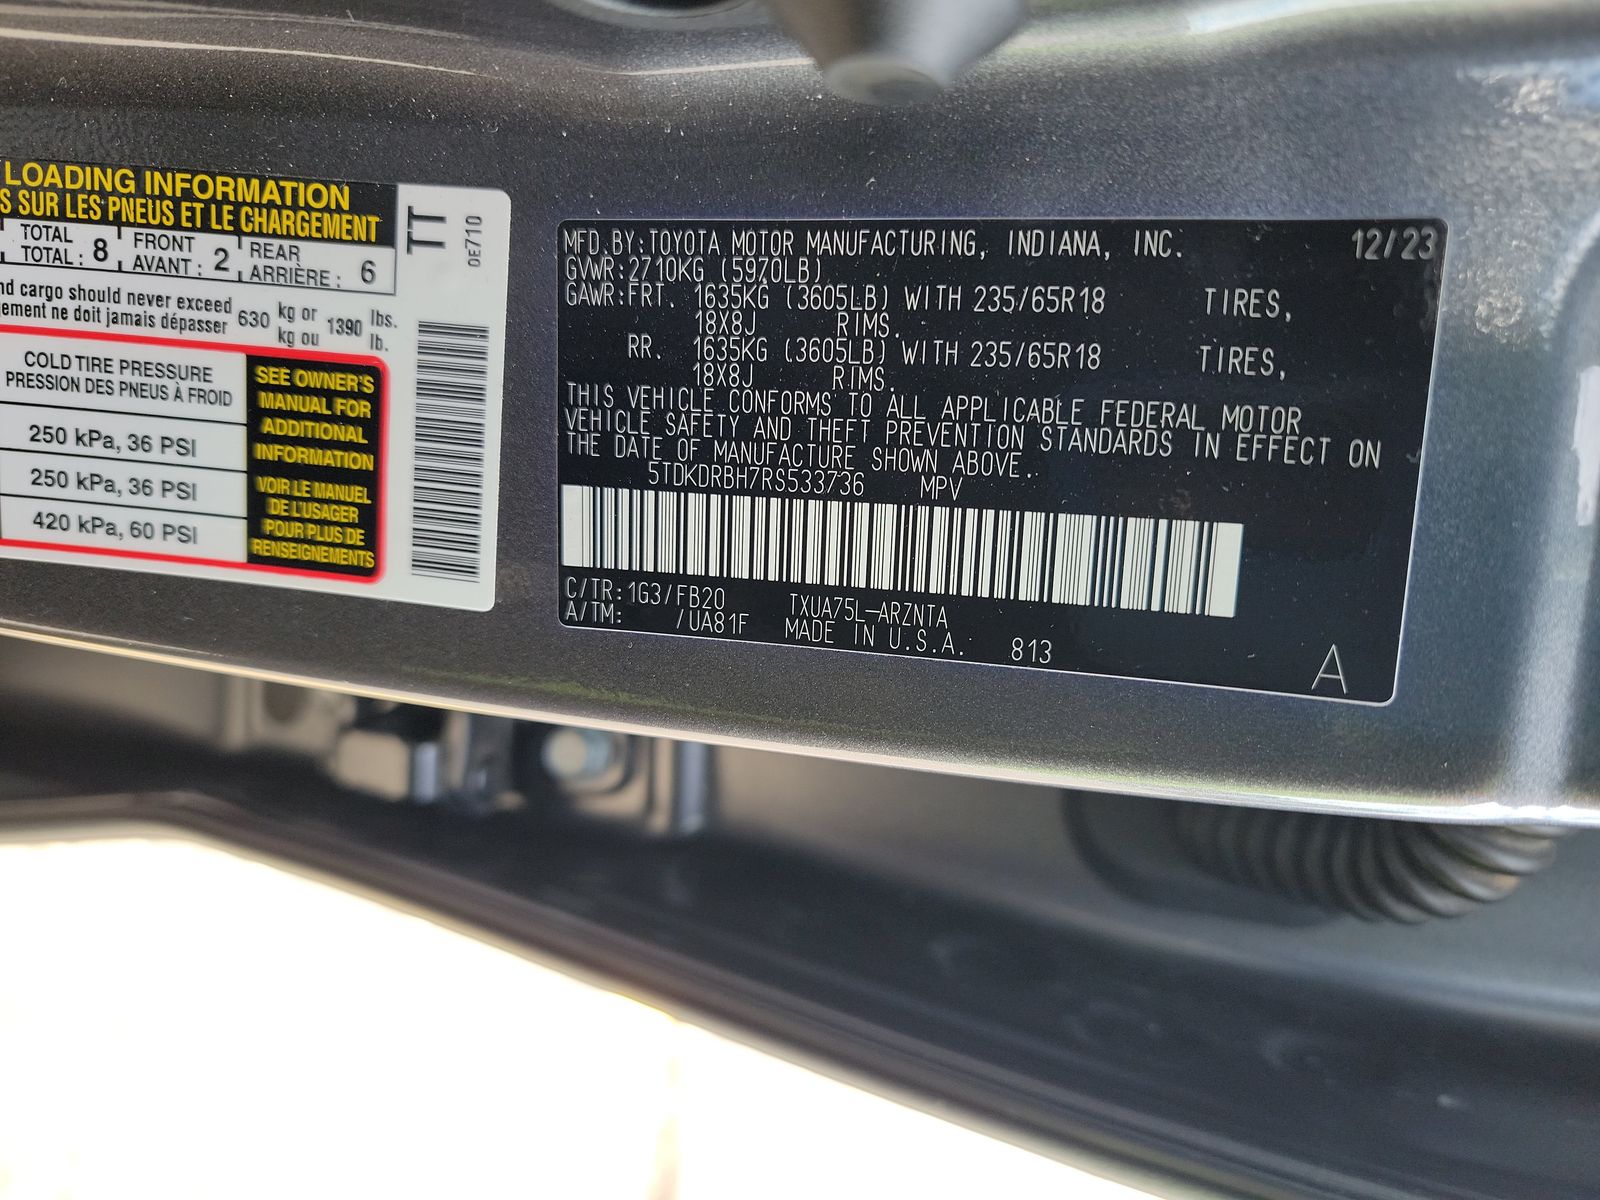 LOADING INFORMATION
S SUR LES PNEUS ET LE CHARGEMENT
TOTAL
TOTAL : 8
FRONT
AVANT : 2
REAR
ARRIÈRE : 6
nd cargo should never exceed
gement ne doit jamais dépasser
630 kg or 1390 lbs.
kg ou lb.
COLD TIRE PRESSURE
PRESSION DES PNEUS À FROID
250 kPa, 36 PSI
250 kPa, 36 PSI
420 kPa, 60 PSI
SEE OWNER'S
MANUAL FOR
ADDITIONAL
INFORMATION
VOIR LE MANUEL
DE L'USAGER
POUR PLUS DE
RENSEIGNEMENTS
TT
0E710
MFD.BY:TOYOTA MOTOR MANUFACTURING, INDIANA, INC. 12/23
GVWR:2710KG (5970LB)
GAWR:FRT. 1635KG (3605LB) WITH 235/65R18 TIRES,
18X8J RIMS.
RR. 1635KG (3605LB) WITH 235/65R18 TIRES,
18X8J RIMS.
THIS VEHICLE CONFORMS TO ALL APPLICABLE FEDERAL MOTOR
VEHICLE SAFETY AND THEFT PREVENTION STANDARDS IN EFFECT ON
THE DATE OF MANUFACTURE SHOWN ABOVE.
5TDKDRBH7RS533736 MPV
C/TR:1G3/FB20 TXUA75L-ARZNTA
A/TM: /UA81F MADE IN U.S.A. 813
A